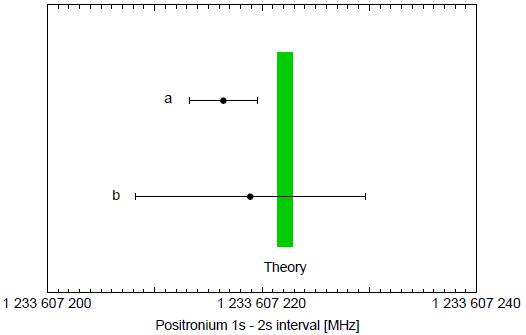 a
b
Theory
1 233 607 200 1 233 607 220 1 233 607 240
Positronium 1s - 2s interval [MHz]